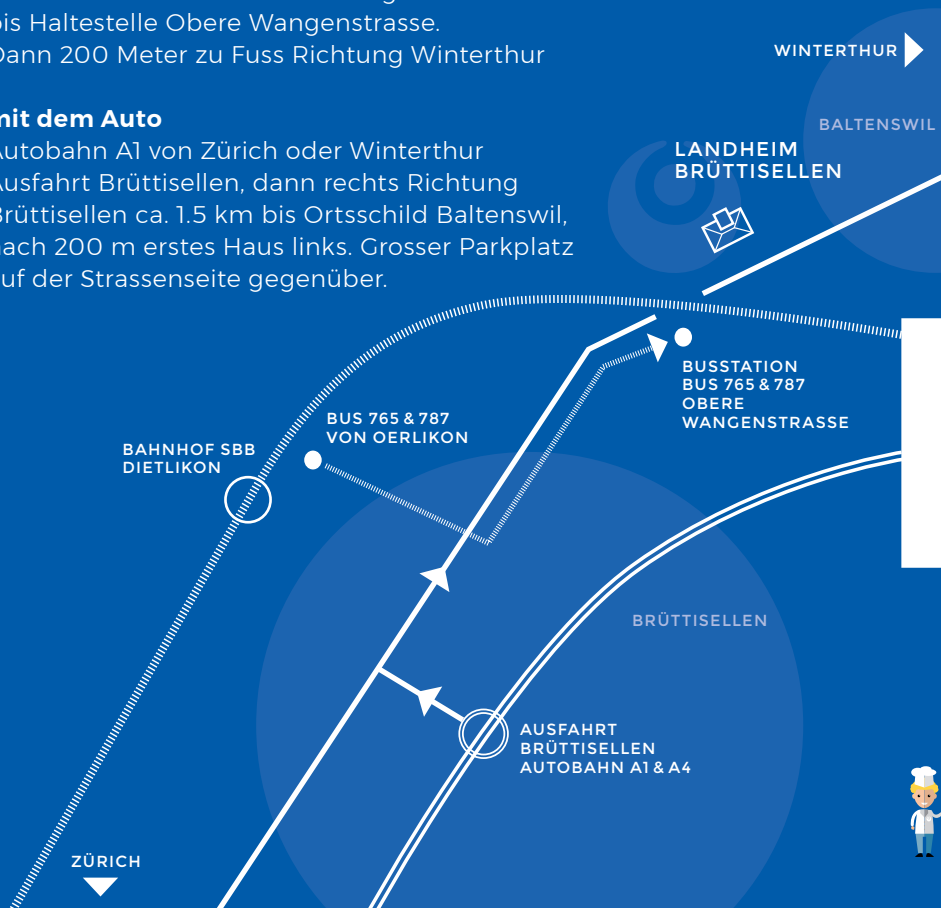 bis Haltestelle Obere Wangenstrasse.
Dann 200 Meter zu Fuss Richtung Winterthur
mit dem Auto
Autobahn A1 von Zürich oder Winterthur
Ausfahrt Brüttisellen, dann rechts Richtung
Brüttisellen ca. 1.5 km bis Ortsschild Baltenswil,
nach 200 m erstes Haus links. Grosser Parkplatz
auf der Strassenseite gegenüber.
WINTERTHUR
BALTENSWIL
LANDHEIM
BRÜTTISELLEN
BUSSTATION
BUS 765 & 787
OBERE
WANGENSTRASSE
BUS 765 & 787
VON OERLIKON
BAHNHOF SBB
DIETLIKON
BRÜTTISELLEN
AUSFAHRT
BRÜTTISELLEN
AUTOBAHN A1 & A4
ZÜRICH